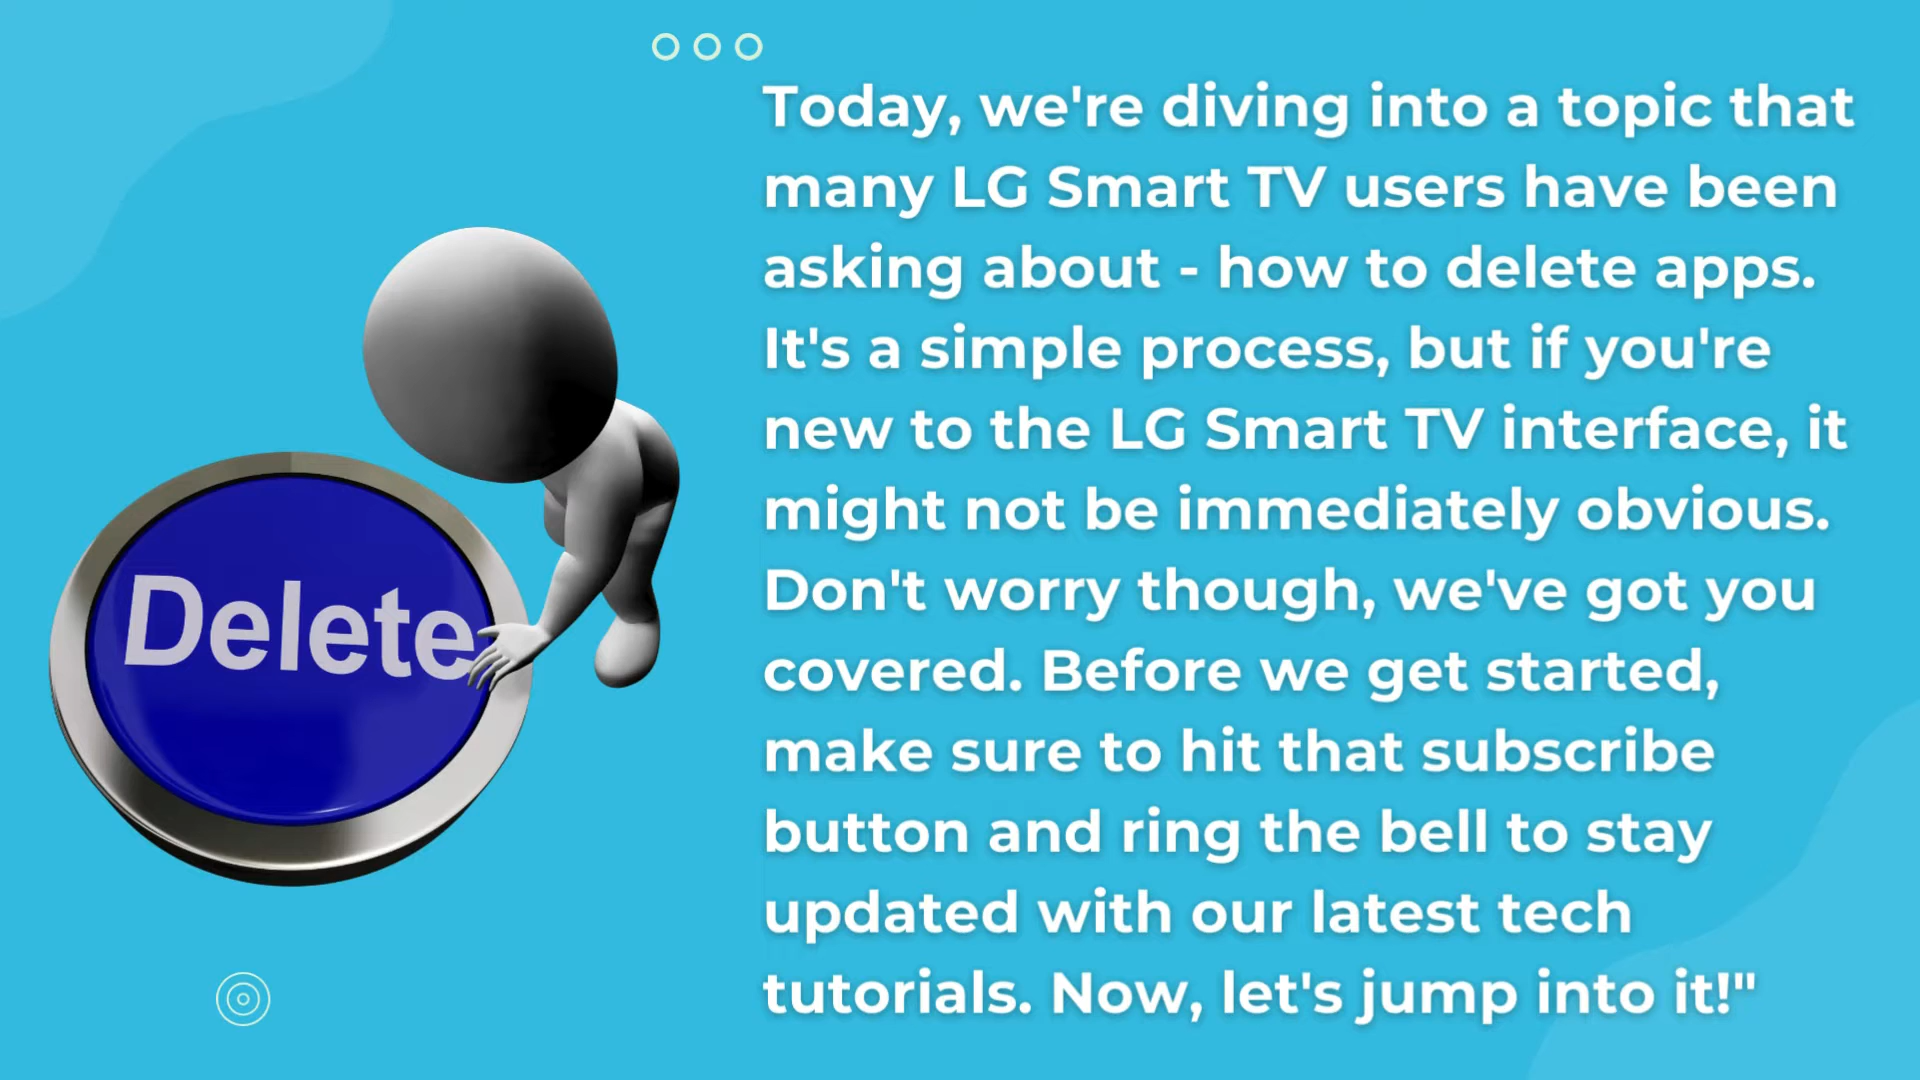 Delete
Today, we're diving into a topic that
many LG Smart TV users have been
asking about - how to delete apps.
It's a simple process, but if you're
new to the LG Smart TV interface, it
might not be immediately obvious.
Don't worry though, we've got you
covered. Before we get started,
make sure to hit that subscribe
button and ring the bell to stay
updated with our latest tech
tutorials. Now, let's jump into it!"